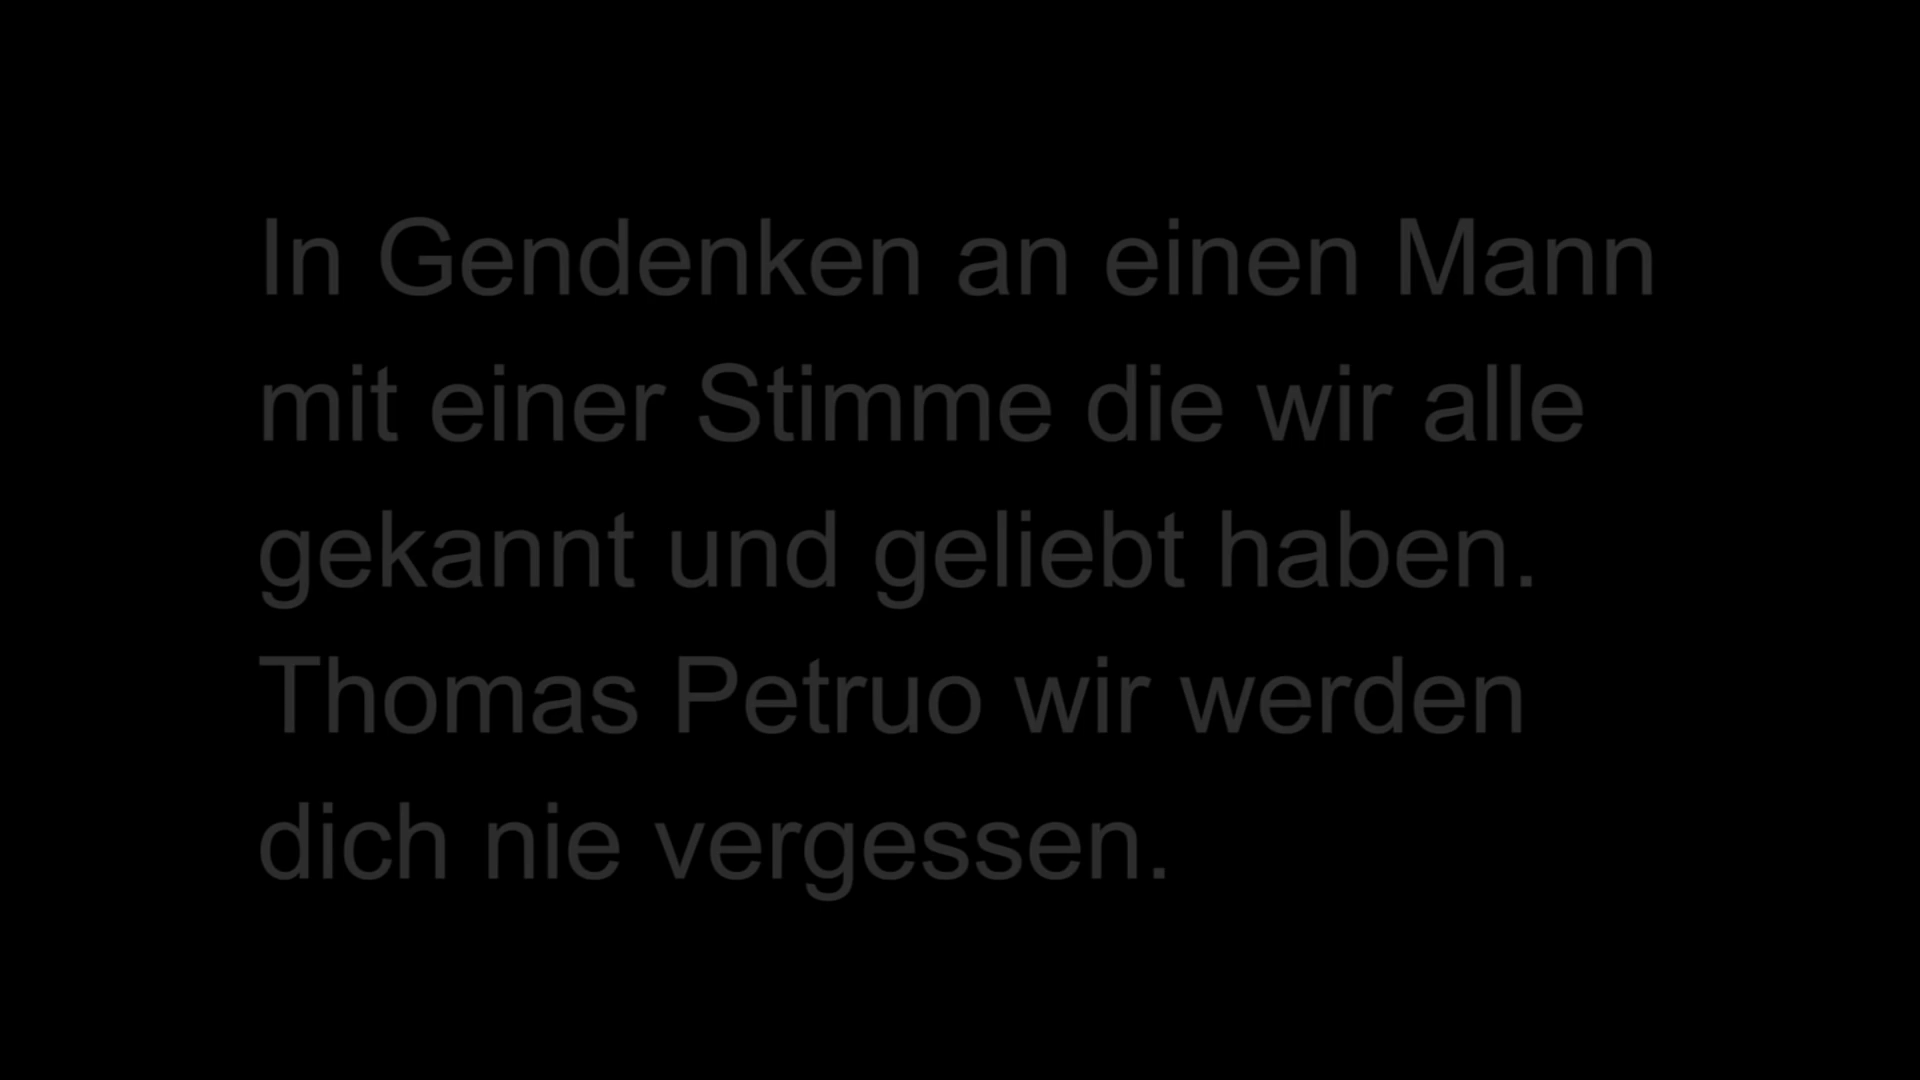 In Gendenken an einen Mann
mit einer Stimme die wir alle
gekannt und geliebt haben.
Thomas Petruo wir werden
dich nie vergessen.